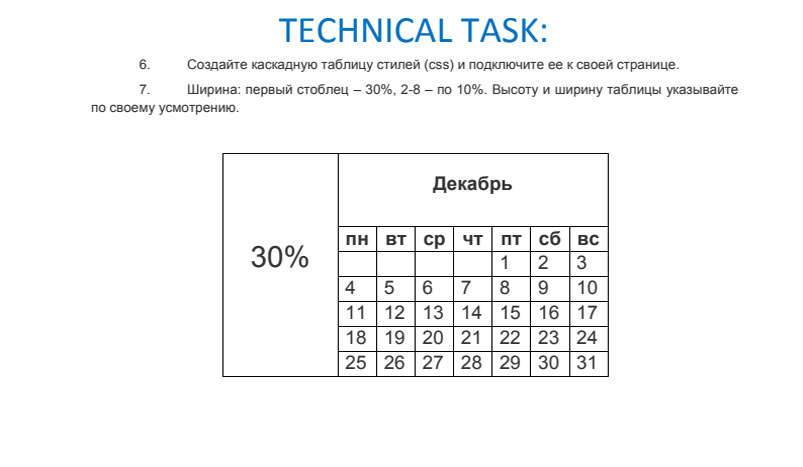 TECHNICAL TASK:
6. Создайте каскадную таблицу стилей (css) и подключите ее к своей странице.
7. Ширина: первый стоблец – 30%, 2-8 – по 10%. Высоту и ширину таблицы указывайте
по своему усмотрению.
Декабрь
30%
пн вт ср чт пт сб вс
1 2 3
4 5 6 7 8 9 10
11 12 13 14 15 16 17
18 19 20 21 22 23 24
25 26 27 28 29 30 31